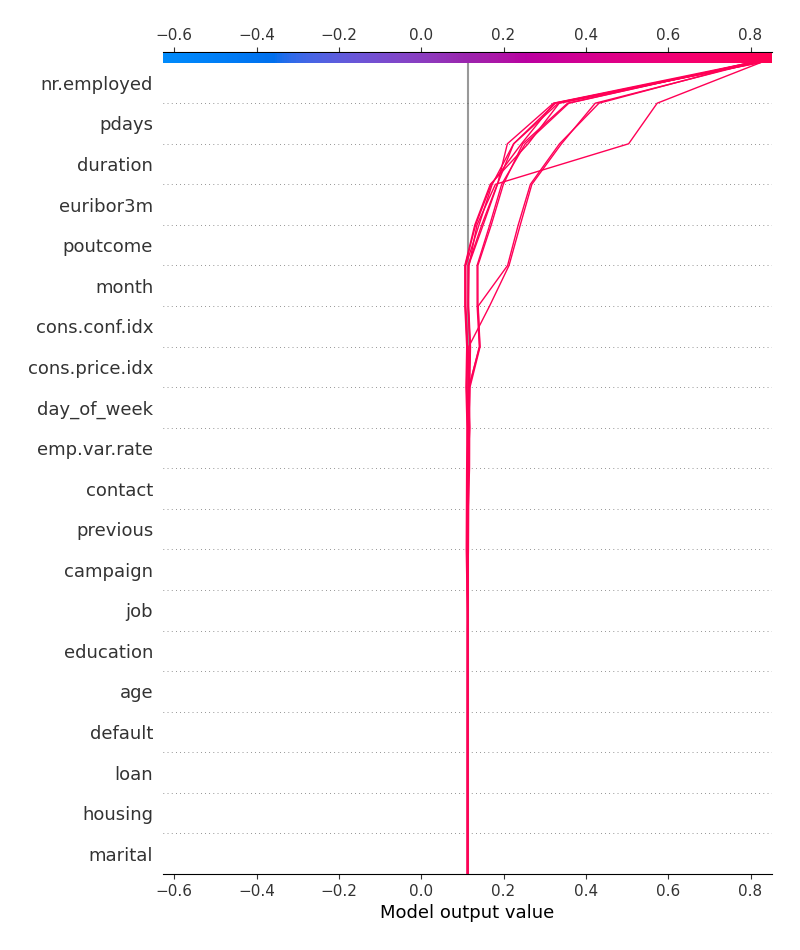 −0.6 −0.4 −0.2 0.0 0.2 0.4 0.6 0.8
nr.employed
pdays
duration
euribor3m
poutcome
month
cons.conf.idx
cons.price.idx
day_of_week
emp.var.rate
contact
previous
campaign
job
education
age
default
loan
housing
marital
−0.6 −0.4 −0.2 0.0 0.2 0.4 0.6 0.8
Model output value